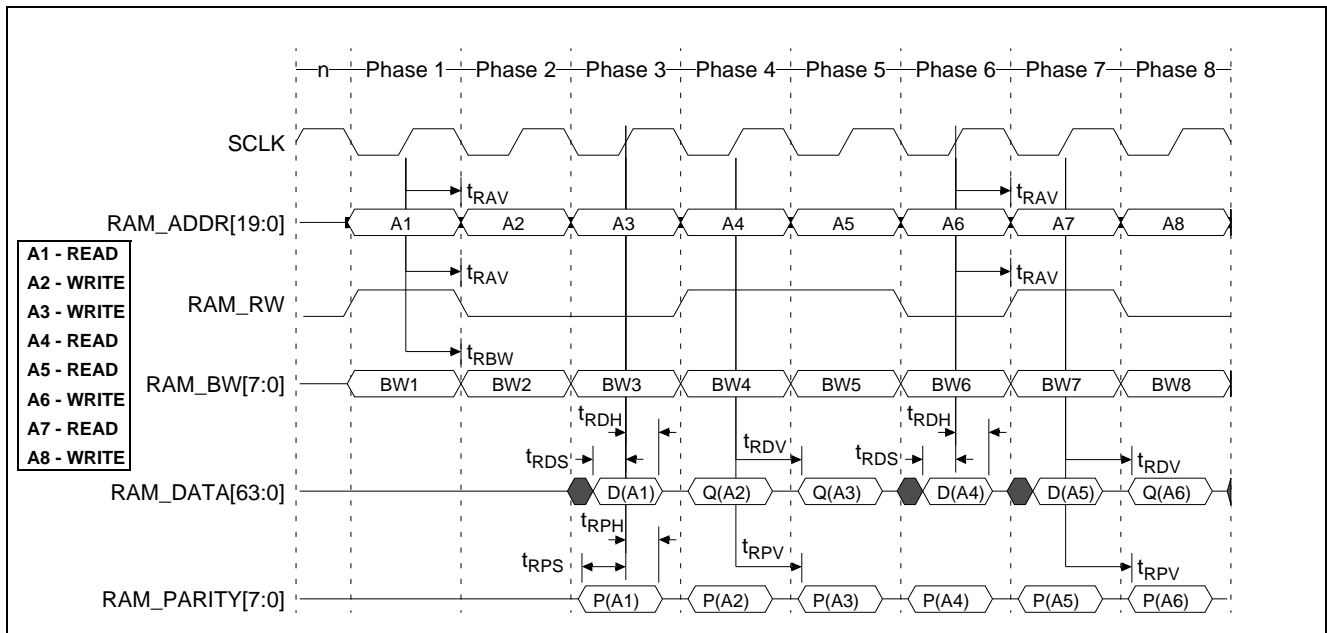 n Phase 1 Phase 2 Phase 3 Phase 4 Phase 5 Phase 6 Phase 7 Phase 8
SCLK
tRAV tRAV
RAM_ADDR[19:0] A1 A2 A3 A4 A5 A6 A7 A8
A1 - READ
A2 - WRITE
A3 - WRITE
A4 - READ
A5 - READ
A6 - WRITE
A7 - READ
A8 - WRITE
tRAV tRAV
RAM_RW
tRBW
RAM_BW[7:0] BW1 BW2 BW3 BW4 BW5 BW6 BW7 BW8
tRDH tRDH
tRDS tRDV tRDS tRDV
RAM_DATA[63:0] D(A1) Q(A2) Q(A3) D(A4) D(A5) Q(A6)
tRPH
tRPS tRPV tRPV
RAM_PARITY[7:0] P(A1) P(A2) P(A3) P(A4) P(A5) P(A6)